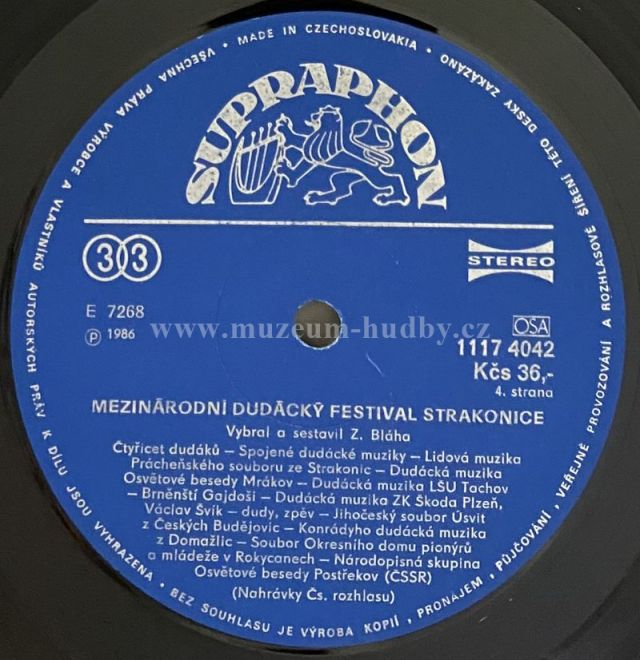 VŠECHNA PRÁVA VÝROBCE A VLASTNÍKŮ AUTORSKÝCH PRÁV K DÍLU JSOU VYHRAZENA • BEZ SOUHLASU JE VÝROBA KOPIÍ, PRONÁJEM, PŮJČOVÁNÍ, VEŘEJNÉ PROVOZOVÁNÍ A ROZHLASOVÉ ŠÍŘENÍ TÉTO DESKY ZAKÁZÁNO • MADE IN CZECHOSLOVAKIA •
SUPRAPHON
33
STEREO
E 7268
℗ 1986
www.muzeum-hudby.cz
OSA
1117 4042
Kčs 36,-
4. strana
MEZINÁRODNÍ DUDÁCKÝ FESTIVAL STRAKONICE
Vybral a sestavil Z. Bláha
Čtyřicet dudáků – Spojené dudácké muziky – Lidová muzika
Prácheňského souboru ze Strakonic – Dudácká muzika
Osvětové besedy Mrákov – Dudácká muzika LŠU Tachov
– Brněnští Gajdoši – Dudácká muzika ZK Škoda Plzeň,
Václav Švík – dudy, zpěv – Jihočeský soubor Úsvit
z Českých Budějovic – Konrádyho dudácká muzika
z Domažlic – Soubor Okresního domu pionýrů
a mládeže v Rokycanech – Národopisná skupina
Osvětové besedy Postřekov (ČSSR)
(Nahrávky Čs. rozhlasu)